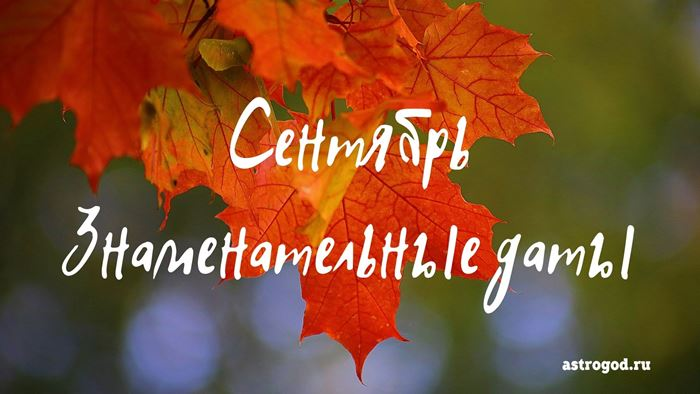 Сентябрь
Знаменательные даты
astrogod.ru